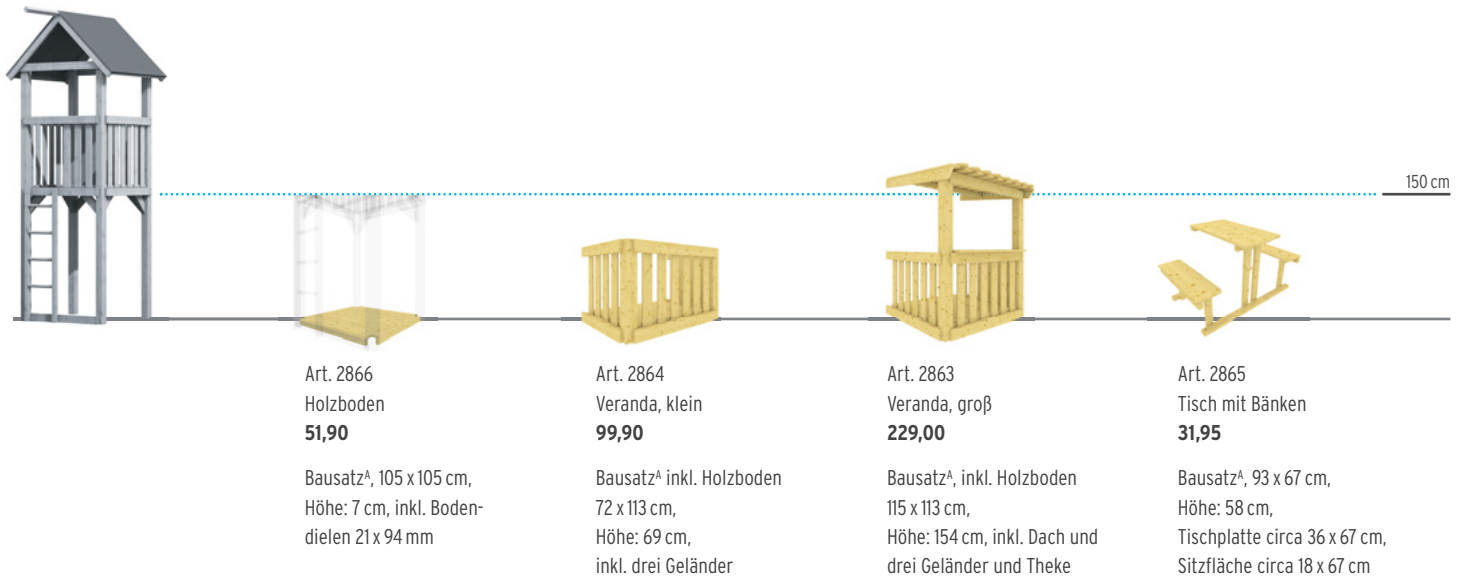 150 cm
Art. 2866
Holzboden
51,90
Bausatzᴬ, 105 x 105 cm,
Höhe: 7 cm, inkl. Boden-
dielen 21 x 94 mm
Art. 2864
Veranda, klein
99,90
Bausatzᴬ inkl. Holzboden
72 x 113 cm,
Höhe: 69 cm,
inkl. drei Geländer
Art. 2863
Veranda, groß
229,00
Bausatzᴬ, inkl. Holzboden
115 x 113 cm,
Höhe: 154 cm, inkl. Dach und
drei Geländer und Theke
Art. 2865
Tisch mit Bänken
31,95
Bausatzᴬ, 93 x 67 cm,
Höhe: 58 cm,
Tischplatte circa 36 x 67 cm,
Sitzfläche circa 18 x 67 cm